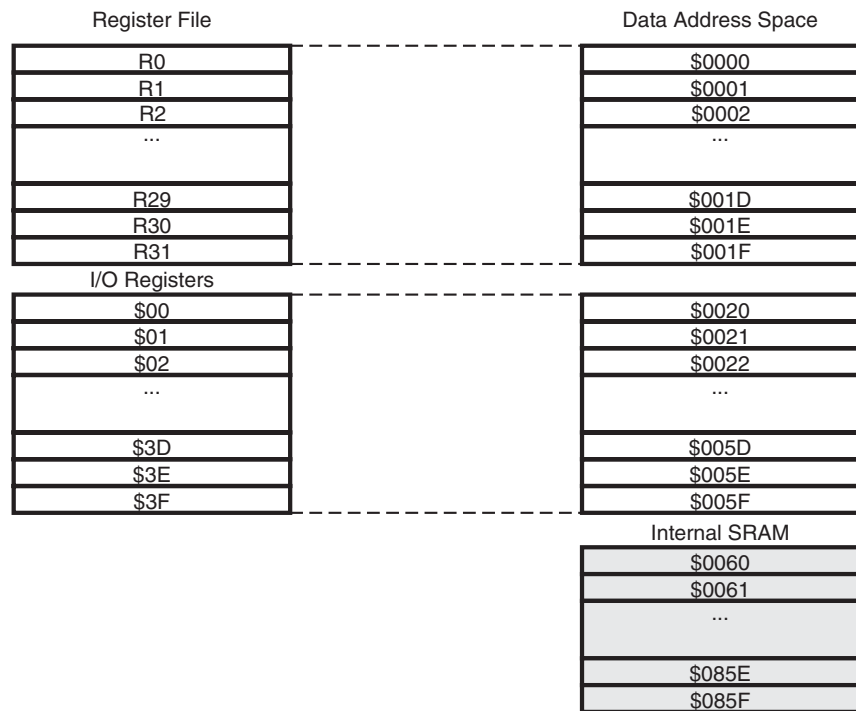 Register File
Data Address Space
R0
$0000
R1
$0001
R2
$0002
...
...
R29
$001D
R30
$001E
R31
$001F
I/O Registers
$00
$0020
$01
$0021
$02
$0022
...
...
$3D
$005D
$3E
$005E
$3F
$005F
Internal SRAM
$0060
$0061
...
$085E
$085F